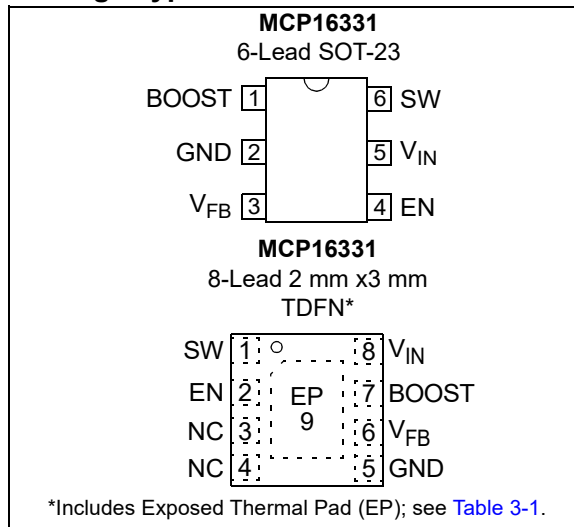 MCP16331
6-Lead SOT-23
BOOST 1 6 SW
GND 2 5 VIN
VFB 3 4 EN
MCP16331
8-Lead 2 mm x3 mm
TDFN*
SW 1 8 VIN
EN 2 EP 7 BOOST
NC 3 9 6 VFB
NC 4 5 GND
*Includes Exposed Thermal Pad (EP); see Table 3-1.